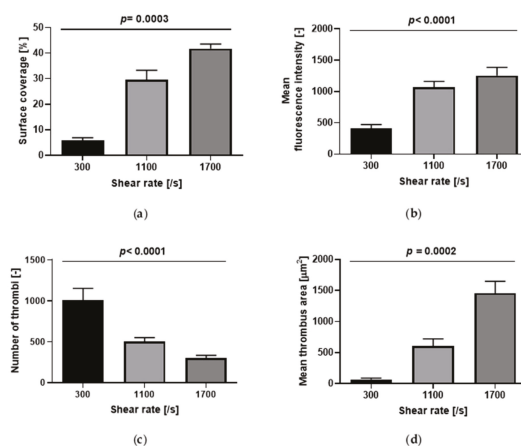 p= 0.0003
Surface coverage [%]
50
40
30
20
10
0
300 1100 1700
Shear rate [/s]
(a)
p< 0.0001
Mean
fluorescence intensity [-]
2000
1500
1000
500
0
300 1100 1700
Shear rate [/s]
(b)
p< 0.0001
Number of thrombi [-]
1500
1000
500
0
300 1100 1700
Shear rate [/s]
(c)
p = 0.0002
Mean thrombus area [μm²]
2000
1500
1000
500
0
300 1100 1700
Shear rate [/s]
(d)